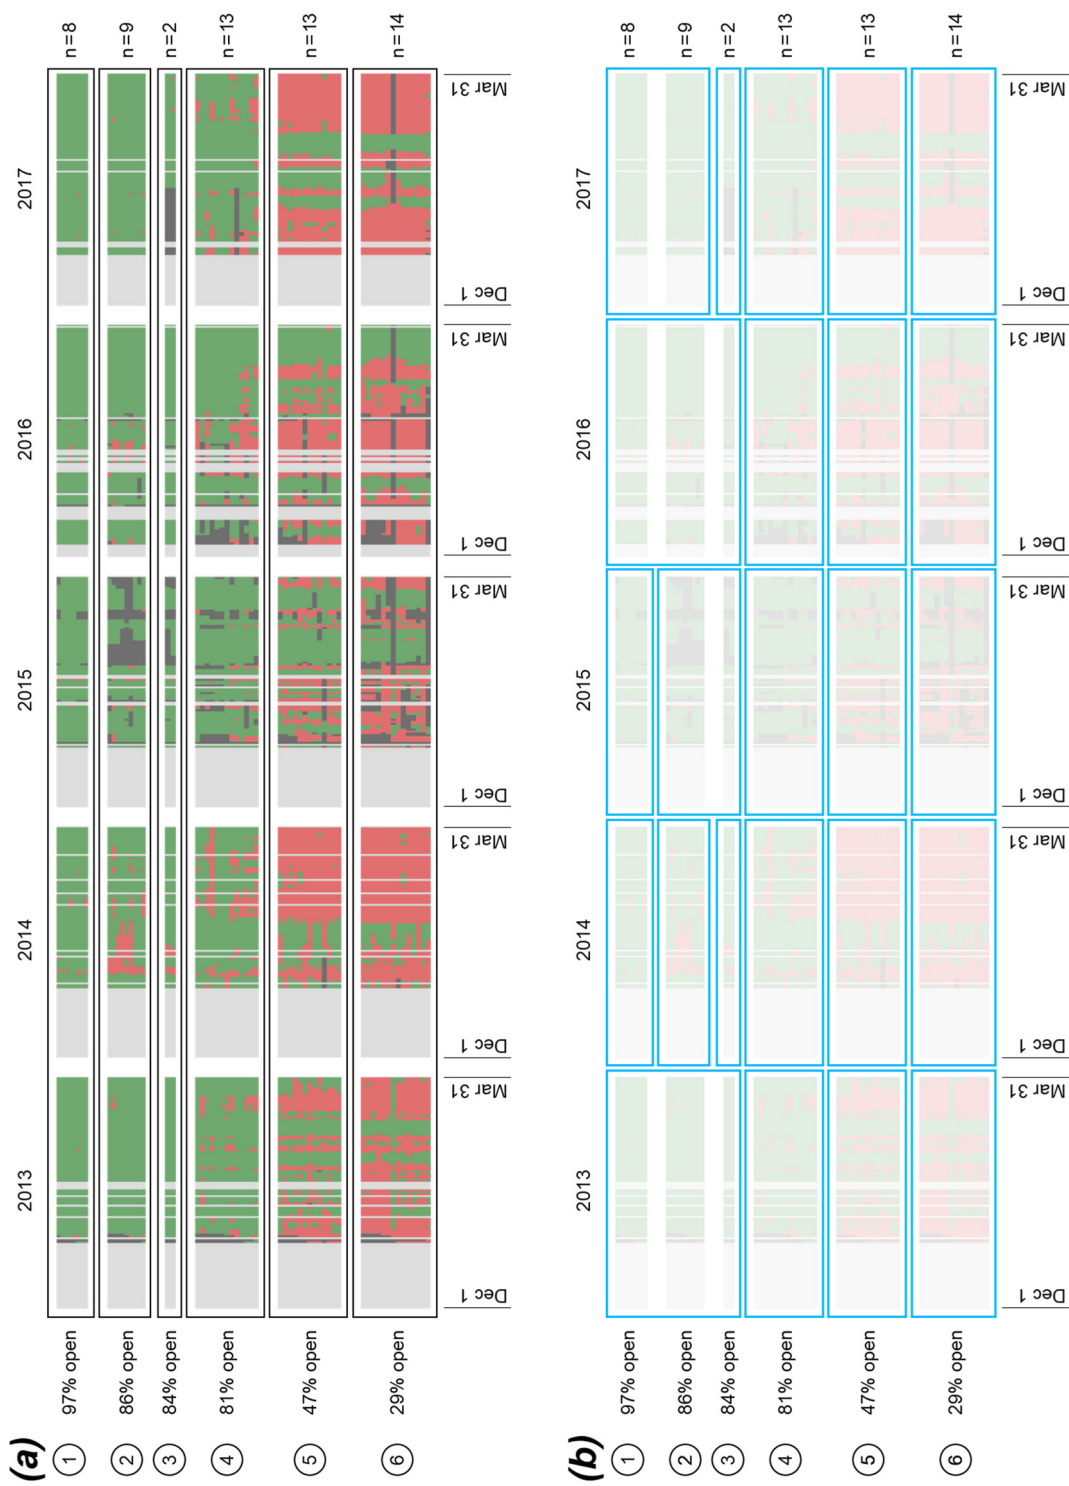 (a)
2013
2014
2015
2016
2017
1
97% open
n = 8
2
86% open
n = 9
3
84% open
n = 2
4
81% open
n = 13
5
47% open
n = 13
6
29% open
n = 14
Dec 1
Mar 31
Dec 1
Mar 31
Dec 1
Mar 31
Dec 1
Mar 31
Dec 1
Mar 31
(b)
2013
2014
2015
2016
2017
1
97% open
n = 8
2
86% open
n = 9
3
84% open
n = 2
4
81% open
n = 13
5
47% open
n = 13
6
29% open
n = 14
Dec 1
Mar 31
Dec 1
Mar 31
Dec 1
Mar 31
Dec 1
Mar 31
Dec 1
Mar 31